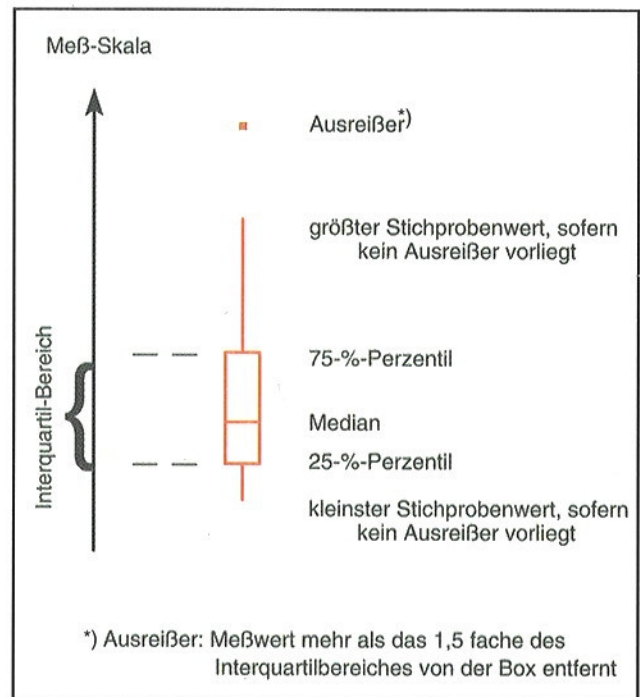 Meß-Skala
Ausreißer*)
größter Stichprobenwert, sofern
kein Ausreißer vorliegt
75-%-Perzentil
Interquartil-Bereich
Median
25-%-Perzentil
kleinster Stichprobenwert, sofern
kein Ausreißer vorliegt
*) Ausreißer: Meßwert mehr als das 1,5 fache des
Interquartilbereiches von der Box entfernt